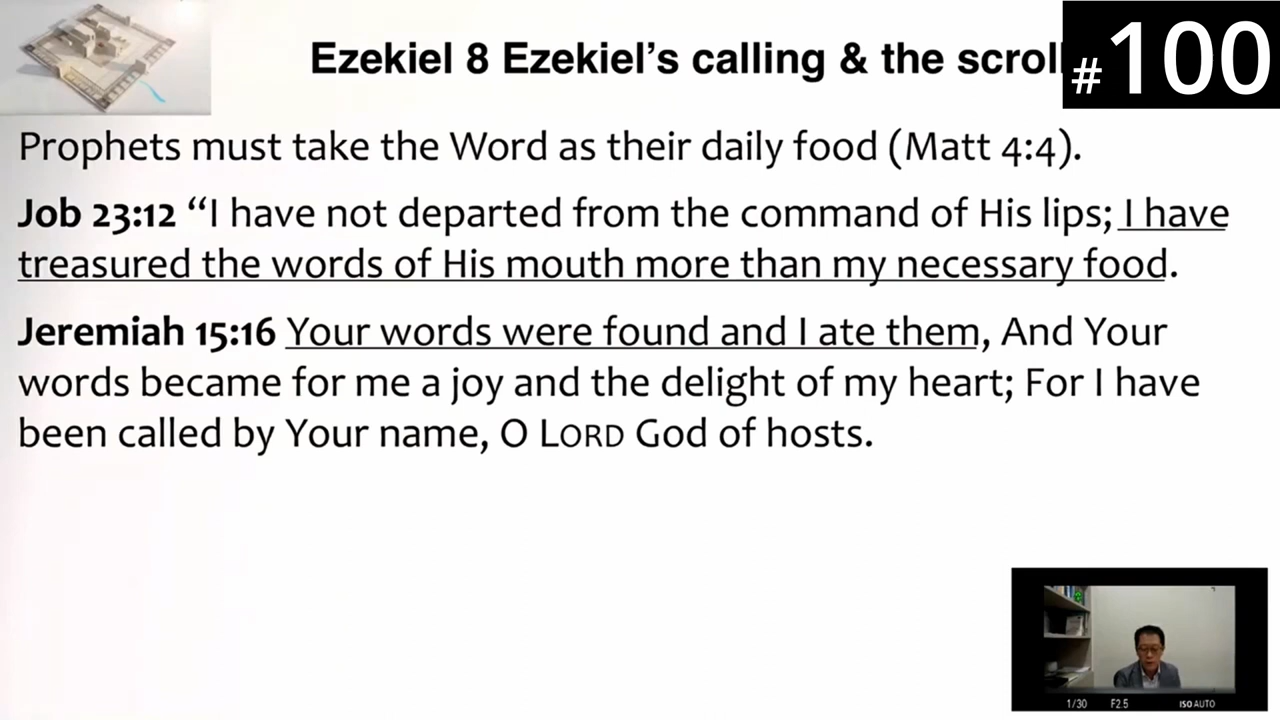 Ezekiel 8 Ezekiel’s calling & the scroll
#100
Prophets must take the Word as their daily food (Matt 4:4).
Job 23:12 “I have not departed from the command of His lips; I have
treasured the words of His mouth more than my necessary food.
Jeremiah 15:16 Your words were found and I ate them, And Your
words became for me a joy and the delight of my heart; For I have
been called by Your name, O LORD God of hosts.
1/30 F2.5 ISO AUTO